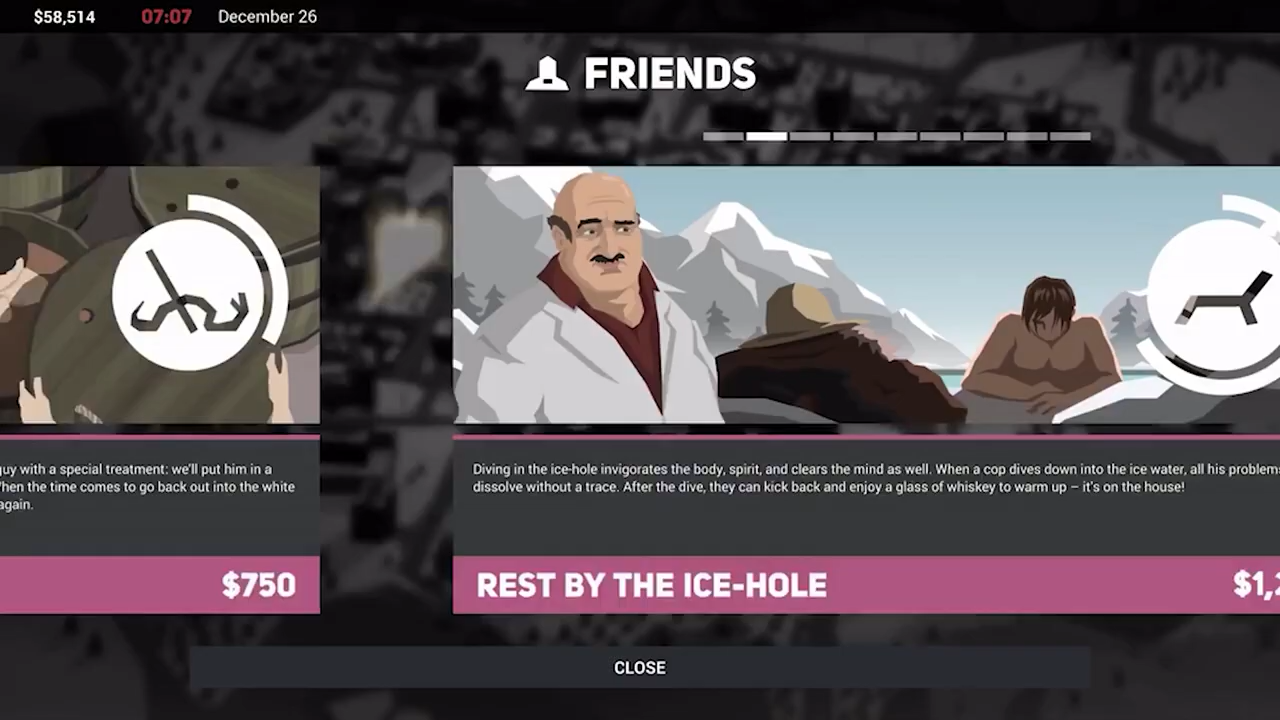 $58,514 07:07 December 26
FRIENDS
guy with a special treatment: we'll put him in a
When the time comes to go back out into the white
again.
$750
Diving in the ice-hole invigorates the body, spirit, and clears the mind as well. When a cop dives down into the ice water, all his problems
dissolve without a trace. After the dive, they can kick back and enjoy a glass of whiskey to warm up – it's on the house!
REST BY THE ICE-HOLE
$1,2
CLOSE